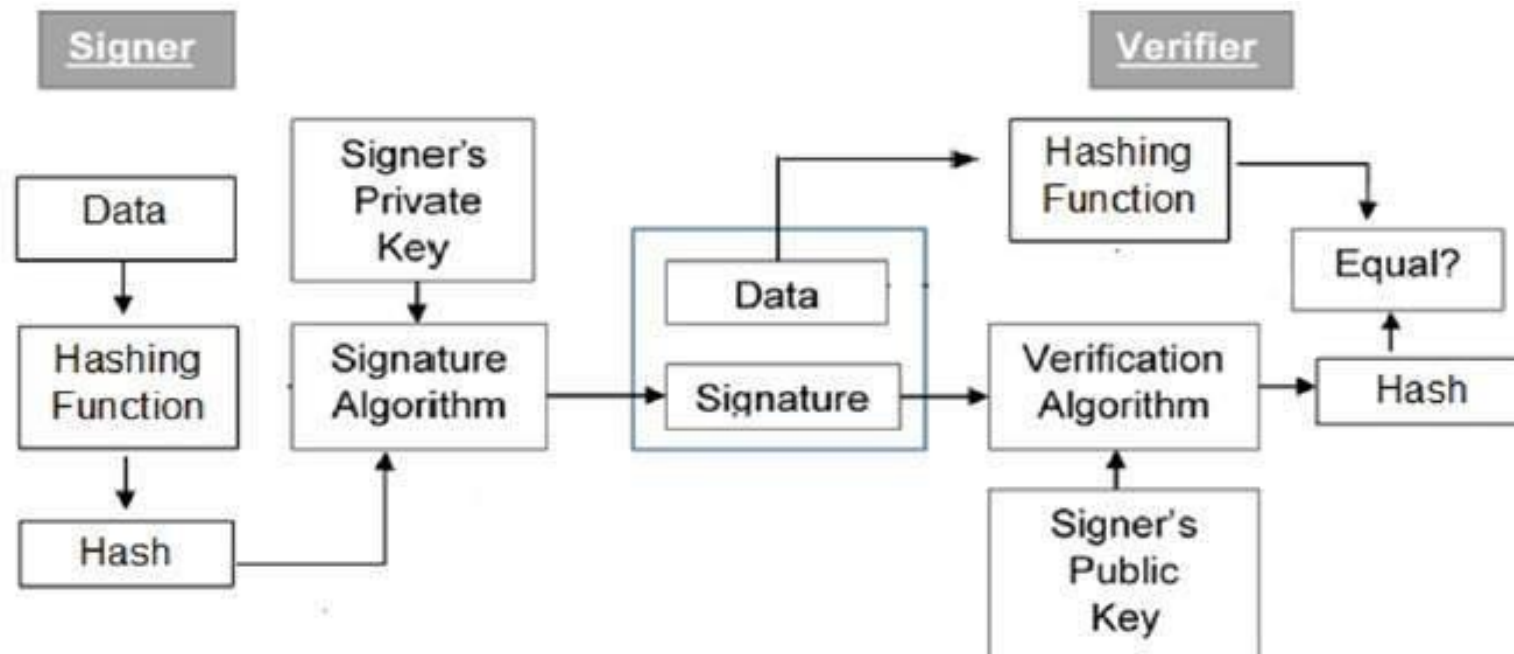 Signer
Verifier
Data
Hashing
Function
Hash
Signer's
Private
Key
Signature
Algorithm
Data
Signature
Hashing
Function
Verification
Algorithm
Signer's
Public
Key
Equal?
Hash